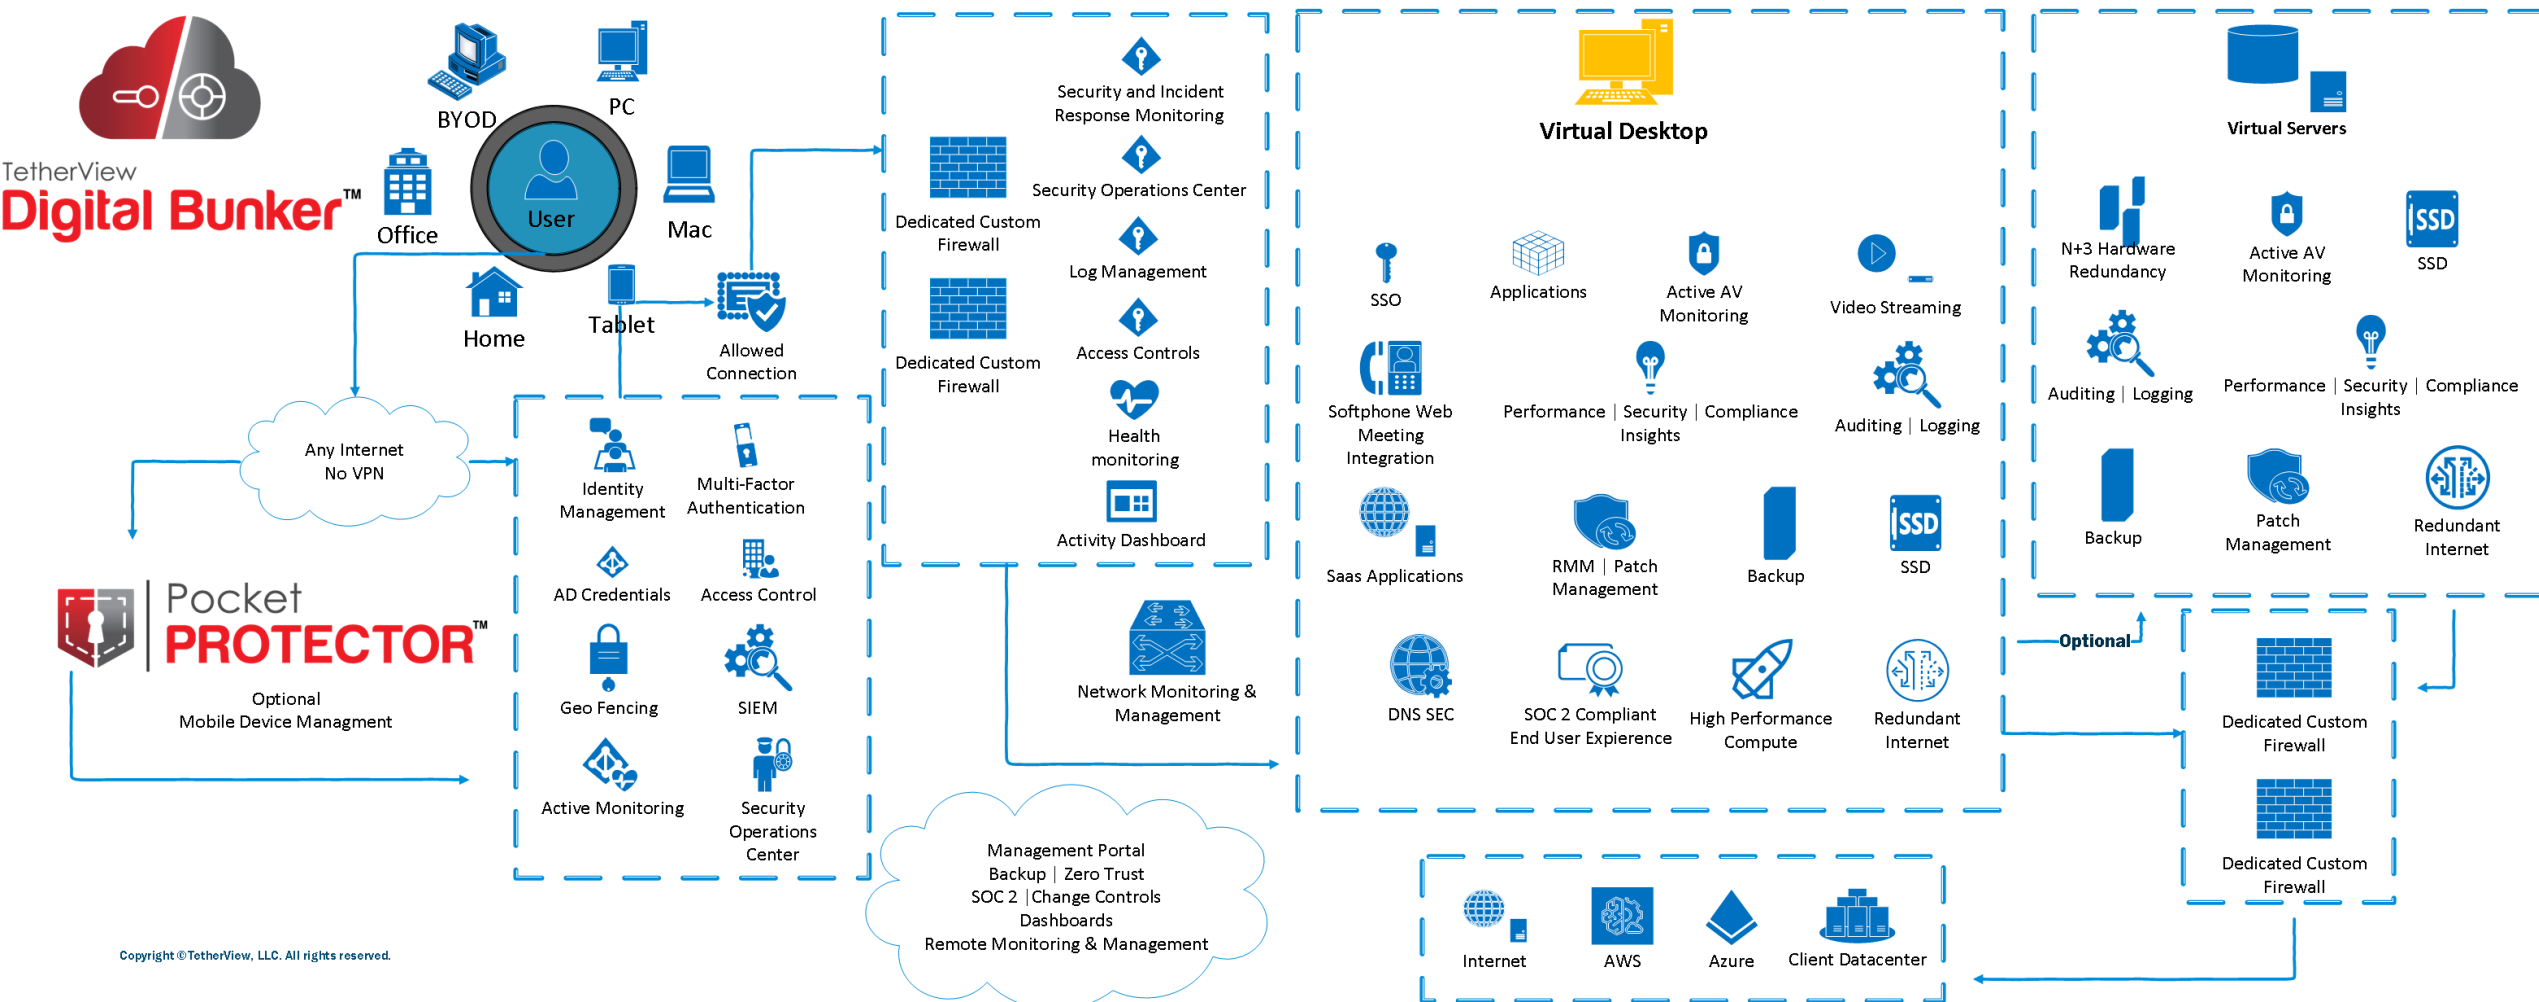 TetherView
Digital Bunker™
BYOD
PC
Office
User
Mac
Home
Tablet
Allowed
Connection
Any Internet
No VPN
Pocket
PROTECTOR™
Optional
Mobile Device Managment
Identity
Management
Multi-Factor
Authentication
AD Credentials
Access Control
Geo Fencing
SIEM
Active Monitoring
Security
Operations
Center
Security and Incident
Response Monitoring
Security Operations Center
Dedicated Custom
Firewall
Log Management
Dedicated Custom
Firewall
Access Controls
Health
monitoring
Activity Dashboard
Network Monitoring &
Management
Management Portal
Backup | Zero Trust
SOC 2 |Change Controls
Dashboards
Remote Monitoring & Management
Virtual Desktop
SSO
Applications
Active AV
Monitoring
Video Streaming
Softphone Web
Meeting
Integration
Performance | Security | Compliance
Insights
Auditing | Logging
Saas Applications
RMM | Patch
Management
Backup
SSD
SSD
DNS SEC
SOC 2 Compliant
End User Expierence
High Performance
Compute
Redundant
Internet
Virtual Servers
N+3 Hardware
Redundancy
Active AV
Monitoring
SSD
SSD
Auditing | Logging
Performance | Security | Compliance
Insights
Backup
Patch
Management
Redundant
Internet
Optional
Dedicated Custom
Firewall
Dedicated Custom
Firewall
Internet
AWS
Azure
Client Datacenter
Copyright © TetherView, LLC. All rights reserved.